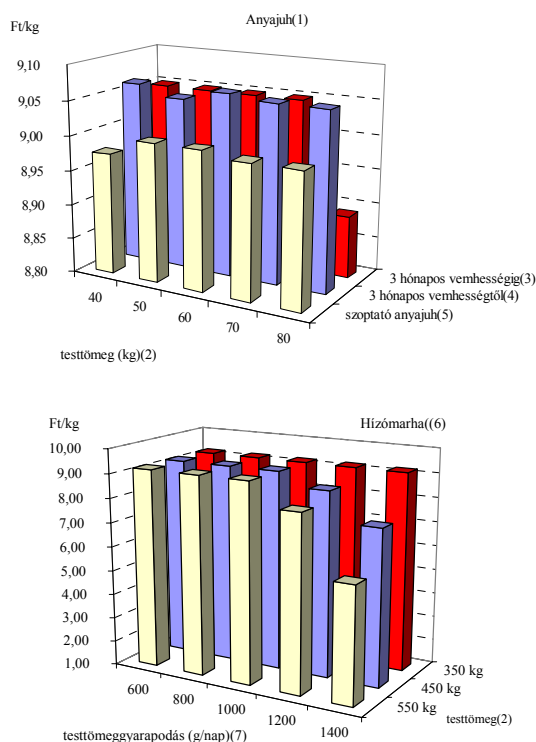 Anyajuh(1)
Ft/kg
9,10
9,05
9,00
8,95
8,90
8,85
8,80
40
50
60
70
80
3 hónapos vemhességig(3)
3 hónapos vemhességtől(4)
szoptató anyajuh(5)
testtömeg (kg)(2)
Ft/kg
Hízómarha((6)
10,00
9,00
8,00
7,00
6,00
5,00
4,00
3,00
2,00
1,00
600
800
1000
1200
1400
350 kg
450 kg
550 kg
testtömeg(2)
testtömeggyarapodás (g/nap)(7)